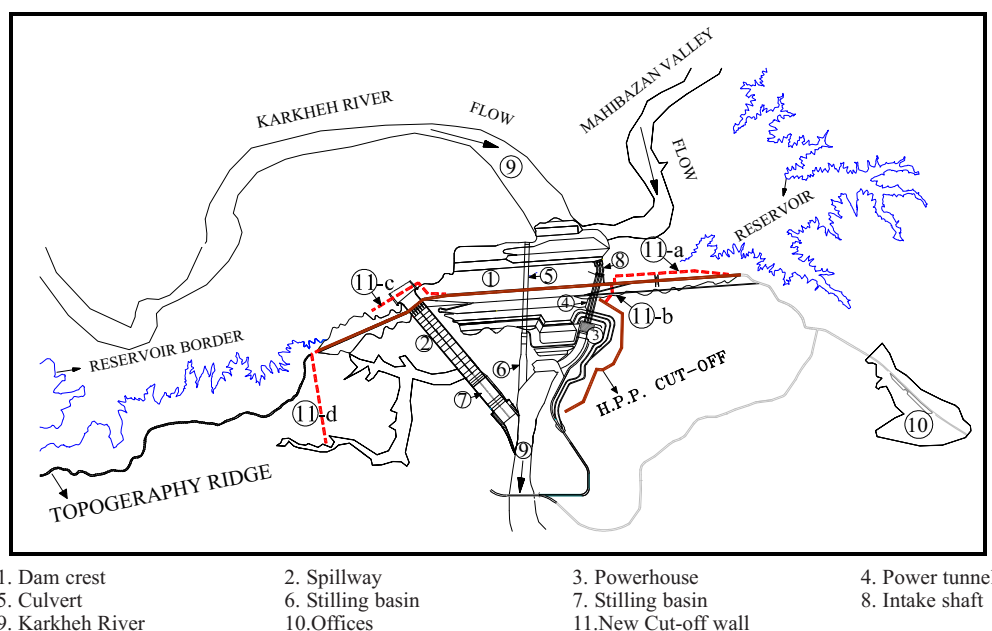 MAHIBAZAN VALLEY
KARKHEH RIVER
FLOW
9
FLOW
RESERVOIR
11-a
8
11-c
1
5
4
11-b
3
RESERVOIR BORDER
2
6
H.P.P. CUT-OFF
7
11-d
10
9
TOPOGERAPHY RIDGE
1. Dam crest 2. Spillway 3. Powerhouse 4. Power tunnel
5. Culvert 6. Stilling basin 7. Stilling basin 8. Intake shaft
9. Karkheh River 10.Offices 11.New Cut-off wall